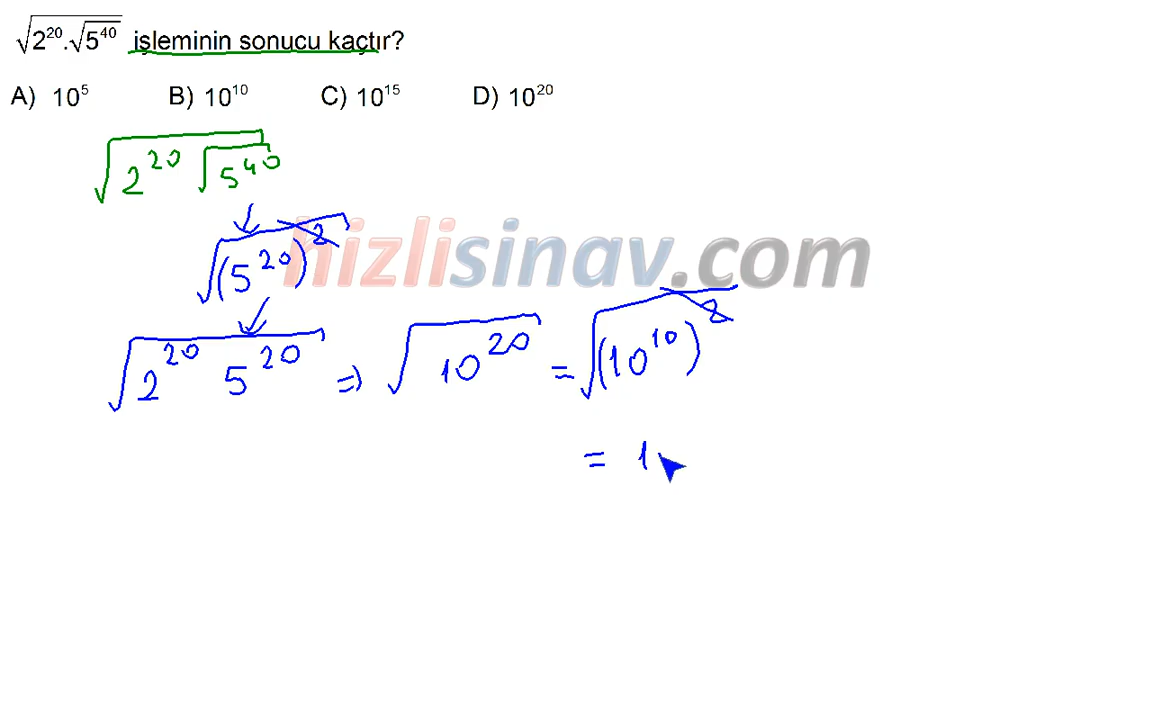 √(2²⁰.√(5⁴⁰)) işleminin sonucu kaçtır?
A) 10⁵ B) 10¹⁰ C) 10¹⁵ D) 10²⁰
√(2²⁰ √(5⁴⁰))
√((5²⁰)²)
hizlisinav.com
√(2²⁰ 5²⁰) ⇒ √(10²⁰) = √((10¹⁰)²)
= 1